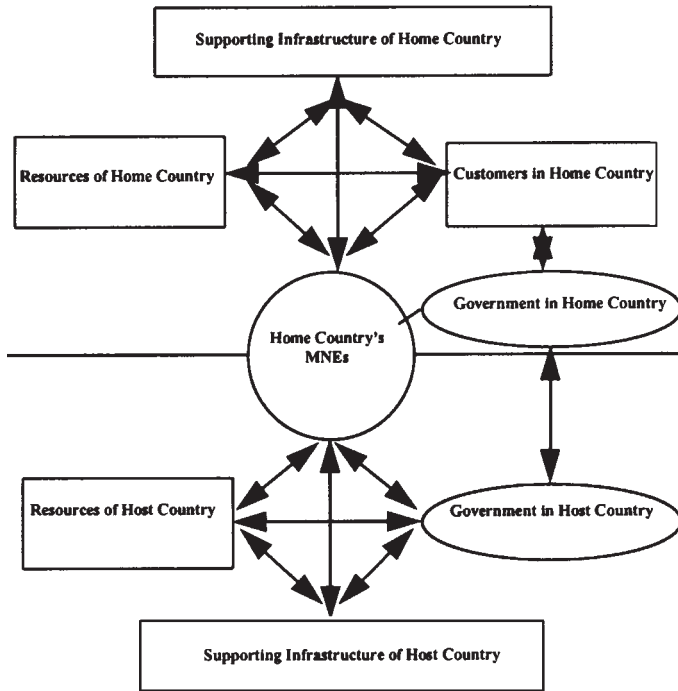 Supporting Infrastructure of Home Country
Resources of Home Country
Customers in Home Country
Government in Home Country
Home Country's
MNEs
Resources of Host Country
Government in Host Country
Supporting Infrastructure of Host Country